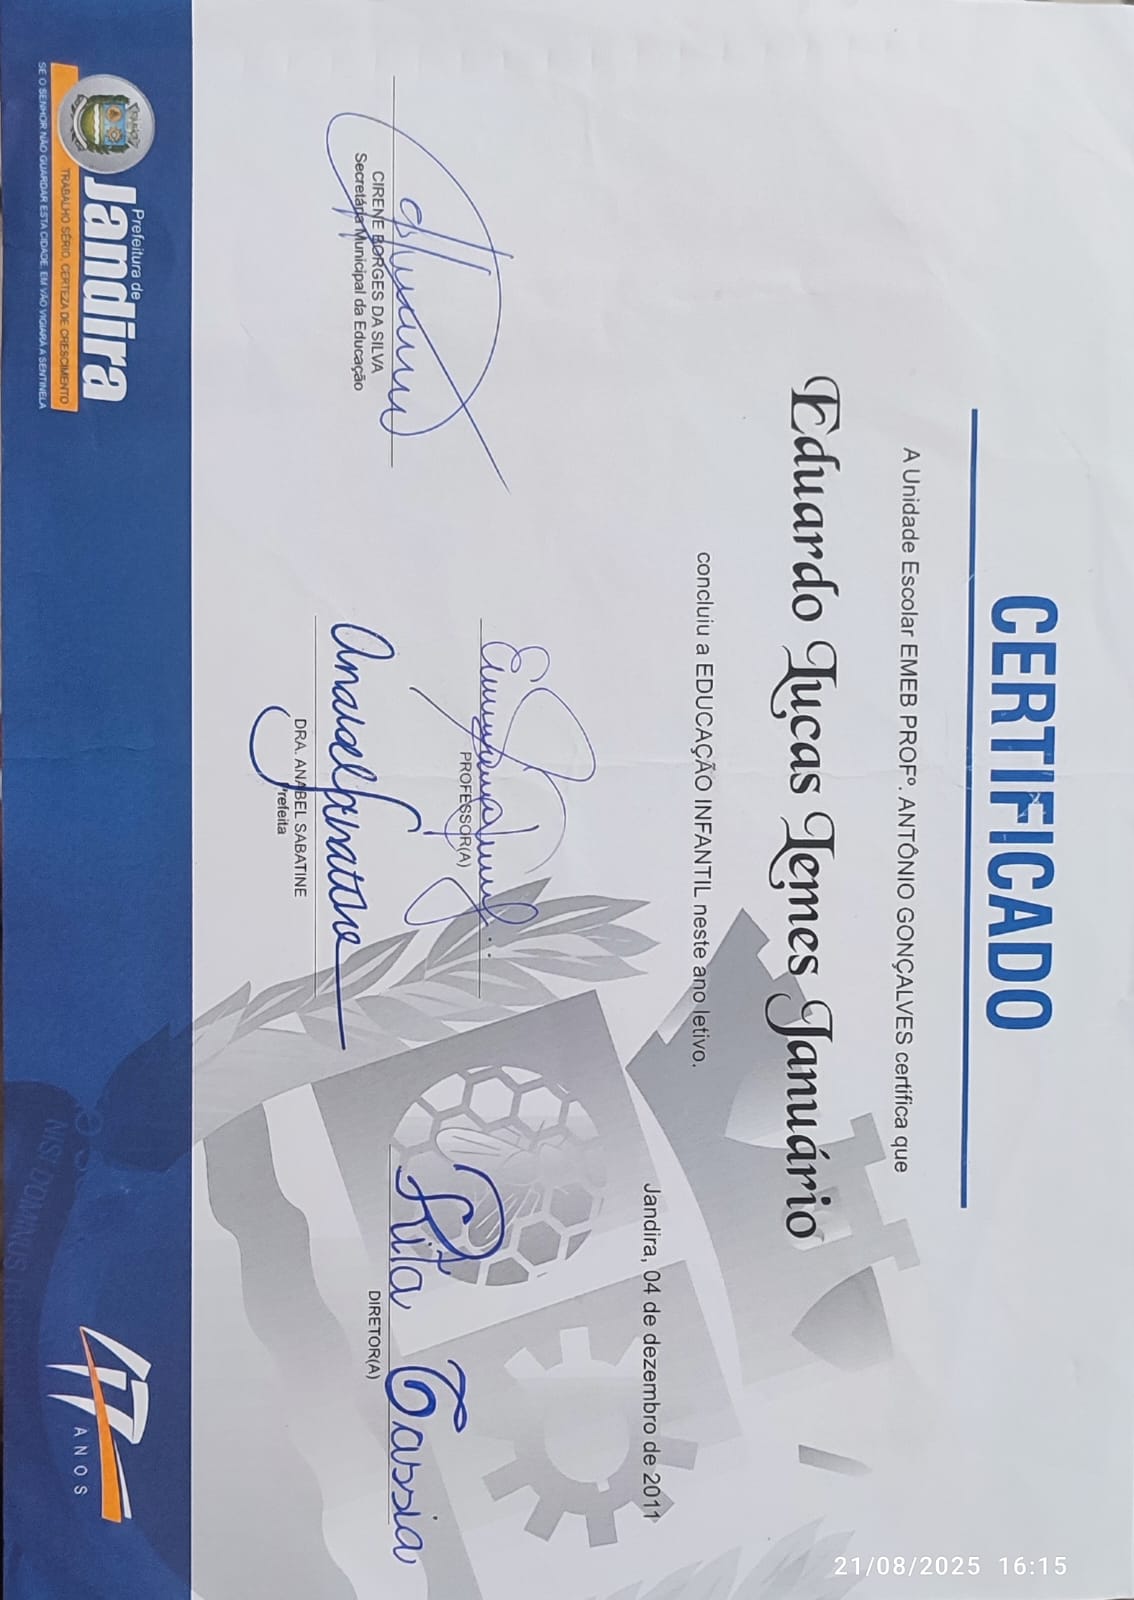 CERTIFICADO
21/08/2025 16:15
A Unidade Escolar EMEB PROFº. ANTÔNIO GONÇALVES certifica que
Eduardo Lucas Lemes Januário
concluiu a EDUCAÇÃO INFANTIL neste ano letivo.
Jandira, 04 de dezembro de 2011
PROFESSOR(A)
Rita Cassia
DIRETOR(A)
CIRENE BORGES DA SILVA
Secretária Municipal da Educação
Anabel Sabatine
DRA. ANABEL SABATINE
Prefeita
Prefeitura de
Jandira
TRABALHO SÉRIO, CERTEZA DE CRESCIMENTO
SE O SENHOR NÃO GUARDAR ESTA CIDADE, EM VÃO VIGIARÁ A SENTINELA
47
ANOS
NISI DOMINUS